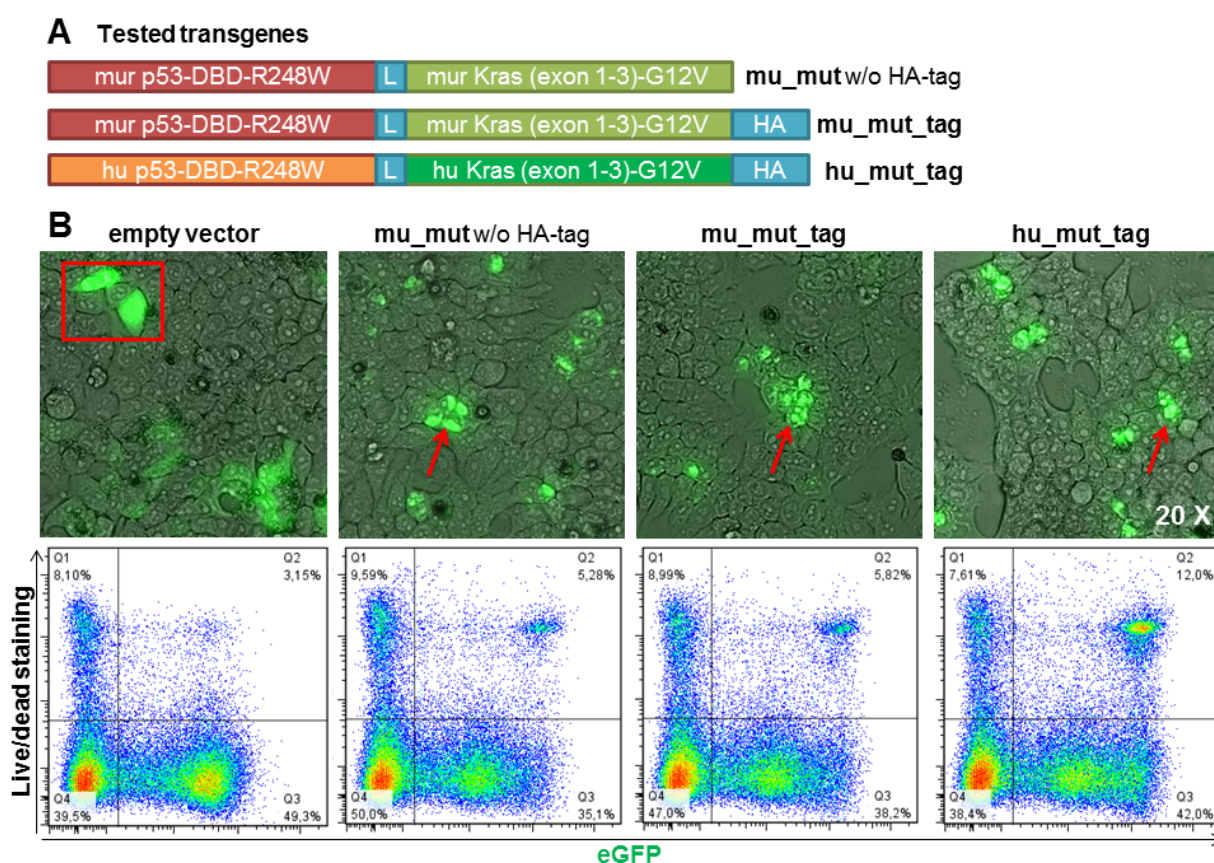 A Tested transgenes
mur p53-DBD-R248W L mur Kras (exon 1-3)-G12V mu_mut w/o HA-tag
mur p53-DBD-R248W L mur Kras (exon 1-3)-G12V HA mu_mut_tag
hu p53-DBD-R248W L hu Kras (exon 1-3)-G12V HA hu_mut_tag
B empty vector mu_mut w/o HA-tag mu_mut_tag hu_mut_tag
20 X
Q1 Q2 Q1 Q2 Q1 Q2 Q1 Q2
8,10% 3,15% 9,59% 5,28% 8,99% 5,82% 7,61% 12,0%
Live/dead staining
Q4 Q3 Q4 Q3 Q4 Q3 Q4 Q3
39,5% 49,3% 50,0% 35,1% 47,0% 38,2% 38,4% 42,0%
eGFP